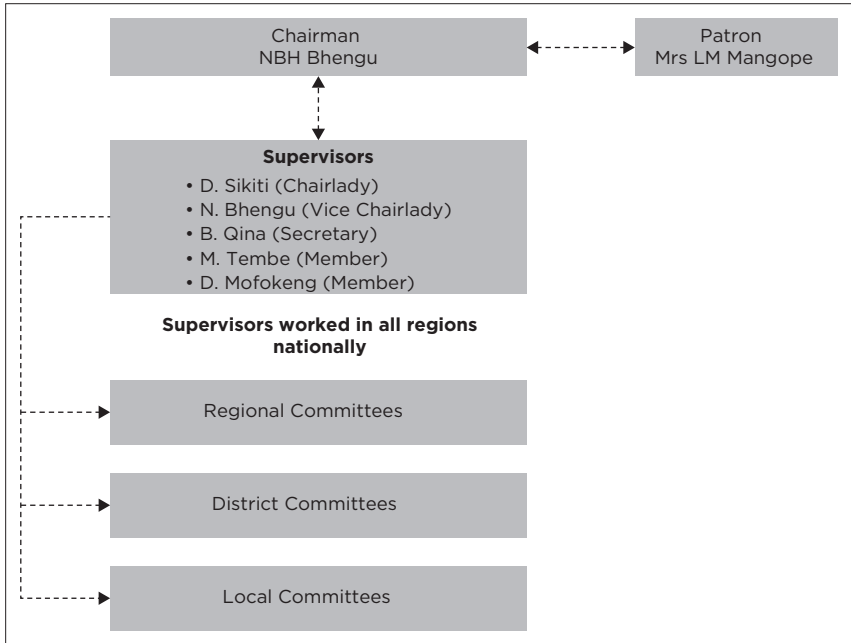 Chairman
NBH Bhengu
Patron
Mrs LM Mangope
Supervisors
• D. Sikiti (Chairlady)
• N. Bhengu (Vice Chairlady)
• B. Qina (Secretary)
• M. Tembe (Member)
• D. Mofokeng (Member)
Supervisors worked in all regions
nationally
Regional Committees
District Committees
Local Committees